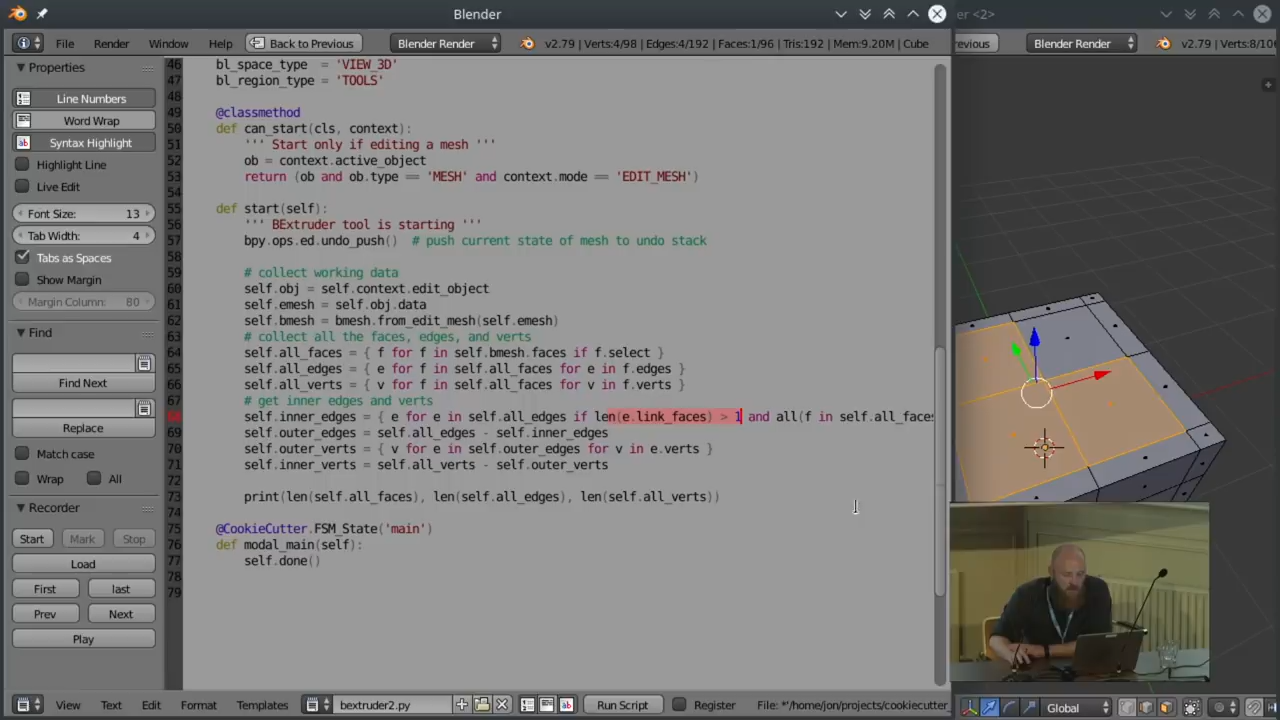 Blender
er <2>
File Render Window Help Back to Previous Blender Render v2.79 | Verts:4/98 | Edges:4/192 | Faces:1/96 | Tris:192 | Mem:9.20M | Cube
evious Blender Render v2.79 | Verts:8/10
Properties
Line Numbers
Word Wrap
Syntax Highlight
Highlight Line
Live Edit
Font Size: 13
Tab Width: 4
Tabs as Spaces
Show Margin
Margin Column: 80
Find
Find Next
Replace
Match case
Wrap All
Recorder
Start Mark Stop
Load
First last
Prev Next
Play
46 bl_space_type = 'VIEW_3D'
47 bl_region_type = 'TOOLS'
48
49 @classmethod
50 def can_start(cls, context):
51 ''' Start only if editing a mesh '''
52 ob = context.active_object
53 return (ob and ob.type == 'MESH' and context.mode == 'EDIT_MESH')
54
55 def start(self):
56 ''' BExtruder tool is starting '''
57 bpy.ops.ed.undo_push() # push current state of mesh to undo stack
58
59 # collect working data
60 self.obj = self.context.edit_object
61 self.emesh = self.obj.data
62 self.bmesh = bmesh.from_edit_mesh(self.emesh)
63 # collect all the faces, edges, and verts
64 self.all_faces = { f for f in self.bmesh.faces if f.select }
65 self.all_edges = { e for f in self.all_faces for e in f.edges }
66 self.all_verts = { v for f in self.all_faces for v in f.verts }
67 # get inner edges and verts
68 self.inner_edges = { e for e in self.all_edges if len(e.link_faces) > 1 and all(f in self.all_faces
69 self.outer_edges = self.all_edges - self.inner_edges
70 self.outer_verts = { v for e in self.outer_edges for v in e.verts }
71 self.inner_verts = self.all_verts - self.outer_verts
72
73 print(len(self.all_faces), len(self.all_edges), len(self.all_verts))
74
75 @CookieCutter.FSM_State('main')
76 def modal_main(self):
77 self.done()
78
79
View Text Edit Format Templates bextruder2.py Run Script Register File: *'/home/jon/projects/cookiecutter_
Global